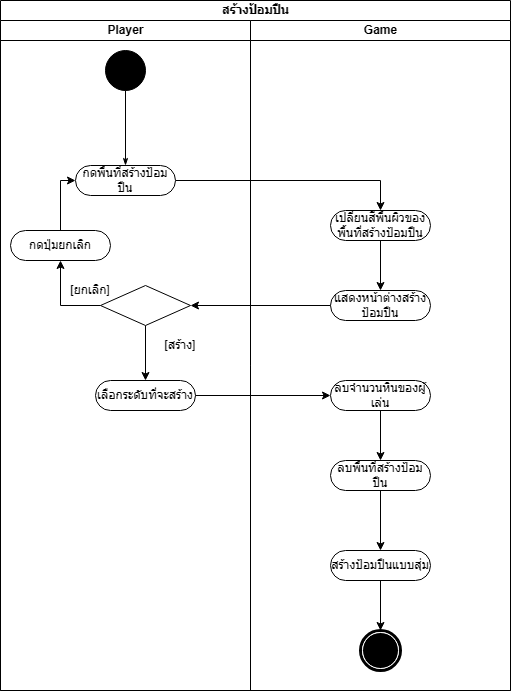 สร้างป้อมปืน
Player
Game
กดพื้นที่สร้างป้อม
ปืน
เปลี่ยนสีพื้นผิวของ
พื้นที่สร้างป้อมปืน
กดปุ่มยกเลิก
[ยกเลิก]
แสดงหน้าต่างสร้าง
ป้อมปืน
[สร้าง]
เลือกระดับที่จะสร้าง
ลบจำนวนหินของผู้
เล่น
ลบพื้นที่สร้างป้อม
ปืน
สร้างป้อมปืนแบบสุ่ม